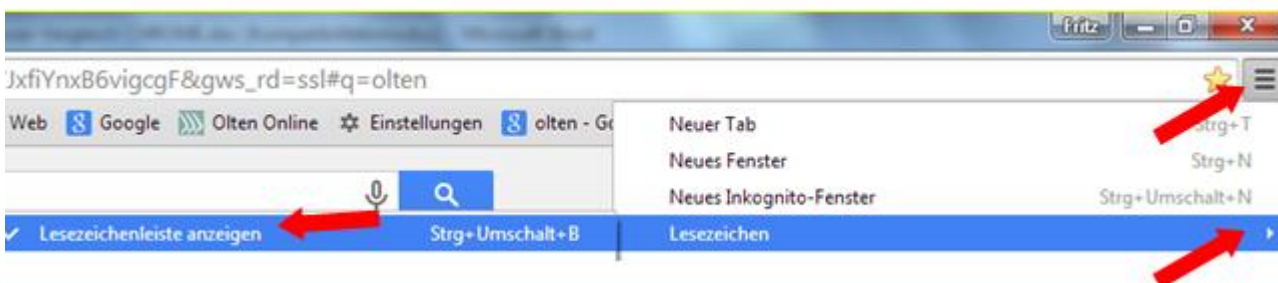 Fritz
JxfiYnxB6vigcgF&gws_rd=ssl#q=olten
Web Google Olten Online Einstellungen olten - Go
Neuer Tab Strg+T
Neues Fenster Strg+N
Neues Inkognito-Fenster Strg+Umschalt+N
Lesezeichenleiste anzeigen Strg+Umschalt+B Lesezeichen